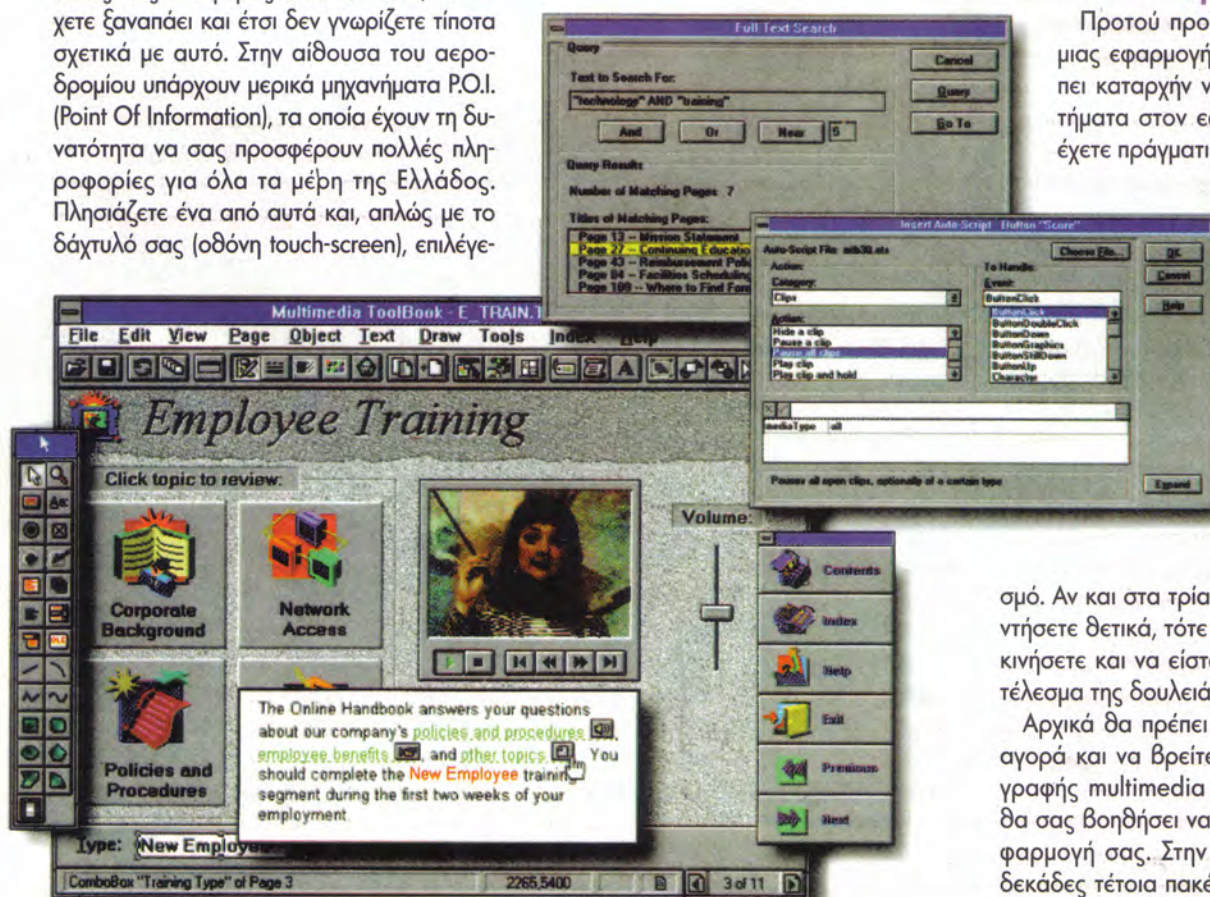 χετε ξαναπάει και έτσι δεν γνωρίζετε τίποτα
σχετικά με αυτό. Στην αίθουσα του αερο-
δρομίου υπάρχουν μερικά μηχανήματα P.O.I.
(Point Of Information), τα οποία έχουν τη δυ-
νατότητα να σας προσφέρουν πολλές πλη-
ροφορίες για όλα τα μέρη της Ελλάδος.
Πλησιάζετε ένα από αυτά και, απλώς με το
δάχτυλό σας (οθόνη touch-screen), επιλέγε-
Full Text Search
Query
Text to Search For:
"technology" AND "training"
And Or Near 5
Cancel
Query
Go To
Query Results
Number of Matching Pages 7
Titles of Matching Pages:
Page 13 -- Mission Statement
Page 27 -- Continuing Educatio
Page 43 -- Reimbursement Poli
Page 84 -- Facilities Scheduling
Page 109 -- Where to Find For
Προτού προ
μιας εφαρμογή
πει καταρχήν ν
τήματα στον ε
έχετε πράγματι
Insert Auto-Script - Button "Score"
Auto-Script File: mtb30.ats
Choose File...
OK
Cancel
Help
Action:
Category:
Clips
Action:
Hide a clip
Pause a clip
Pause all clips
Play clip
Play clip and hold
To Handle:
Event:
ButtonClick
ButtonClick
ButtonDoubleClick
ButtonDown
ButtonGraphics
ButtonStillDown
ButtonUp
Character
mediaType all
Pauses all open clips, optionally of a certain type
Expand
Multimedia ToolBook - E_TRAIN.T
File Edit View Page Object Text Draw Tools Index Help
Employee Training
Click topic to review:
Corporate
Background
Network
Access
Policies and
Procedures
Volume:
The Online Handbook answers your questions
about our company's policies and procedures ,
employee benefits , and other topics . You
should complete the New Employee training
segment during the first two weeks of your
employment
Contents
Index
Help
Exit
Previous
Next
Type: New Employee
ComboBox "Training Type" of Page 3
2265,5400
3 of 11
σμό. Αν και στα τρία
ντήσετε θετικά, τότε
κινήσετε και να είστ
τέλεσμα της δουλειά
Αρχικά θα πρέπει
αγορά και να βρείτε
γραφής multimedia
θα σας βοηθήσει να
φαρμογή σας. Στην
δεκάδες τέτοια πακέ